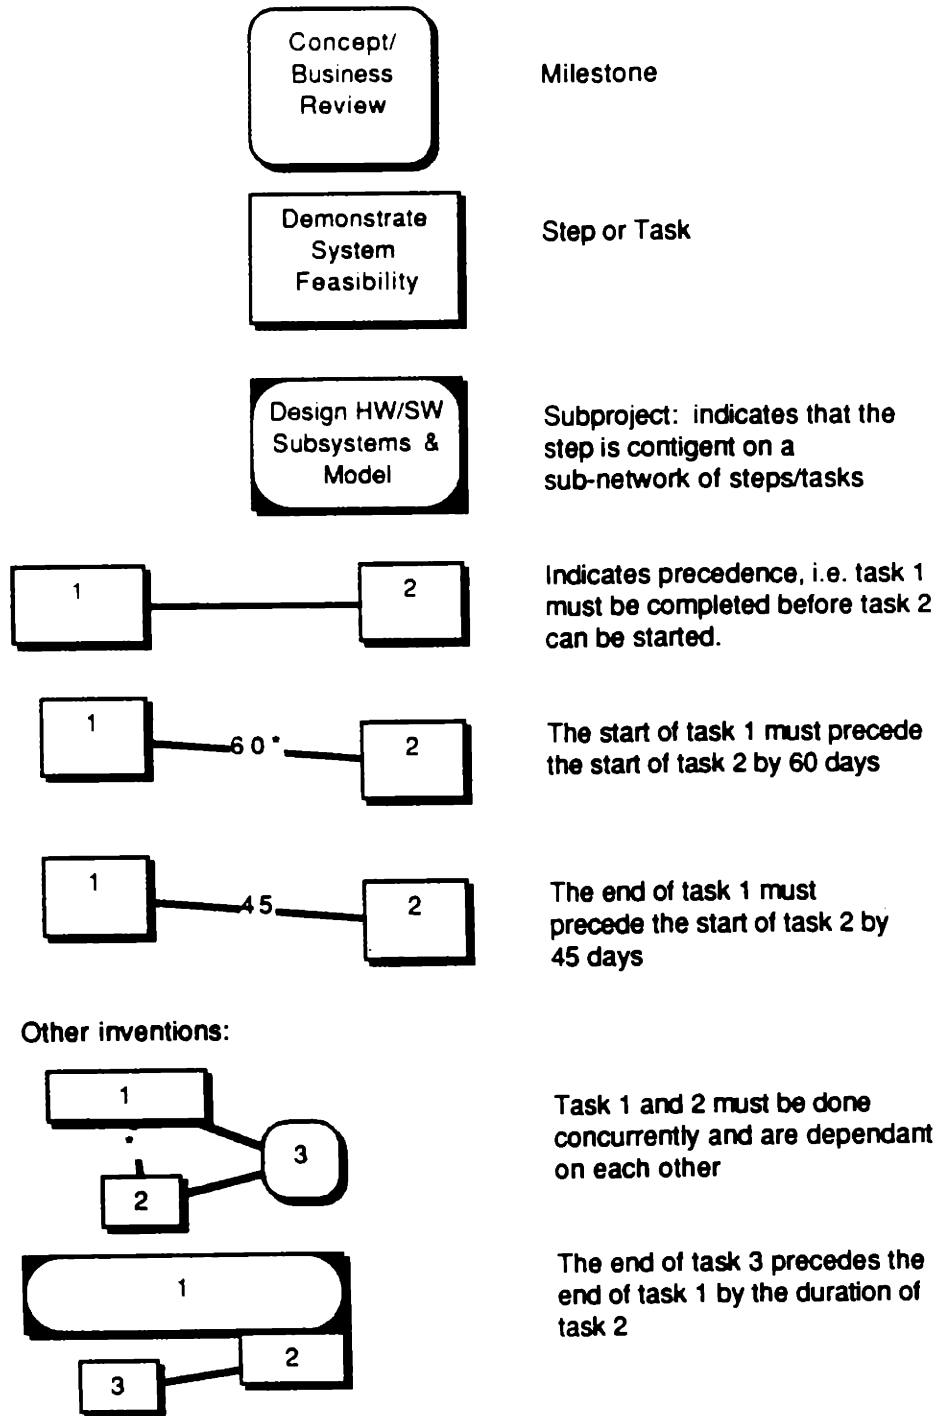 Concept/
Business
Review
Milestone
Demonstrate
System
Feasibility
Step or Task
Design HW/SW
Subsystems &
Model
Subproject: indicates that the
step is contigent on a
sub-network of steps/tasks
1
2
Indicates precedence, i.e. task 1
must be completed before task 2
can be started.
1
60*
2
The start of task 1 must precede
the start of task 2 by 60 days
1
45
2
The end of task 1 must
precede the start of task 2 by
45 days
Other inventions:
1
*
2
3
Task 1 and 2 must be done
concurrently and are dependant
on each other
1
2
3
The end of task 3 precedes the
end of task 1 by the duration of
task 2